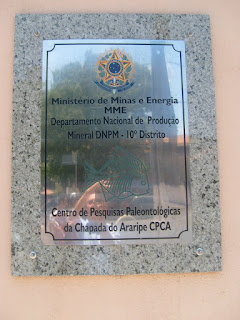 Ministério de Minas e Energia
MME
Departamento Nacional de Produção
Mineral DNPM - 10º Distrito
Centro de Pesquisas Paleontológicas
da Chapada do Araripe CPCA